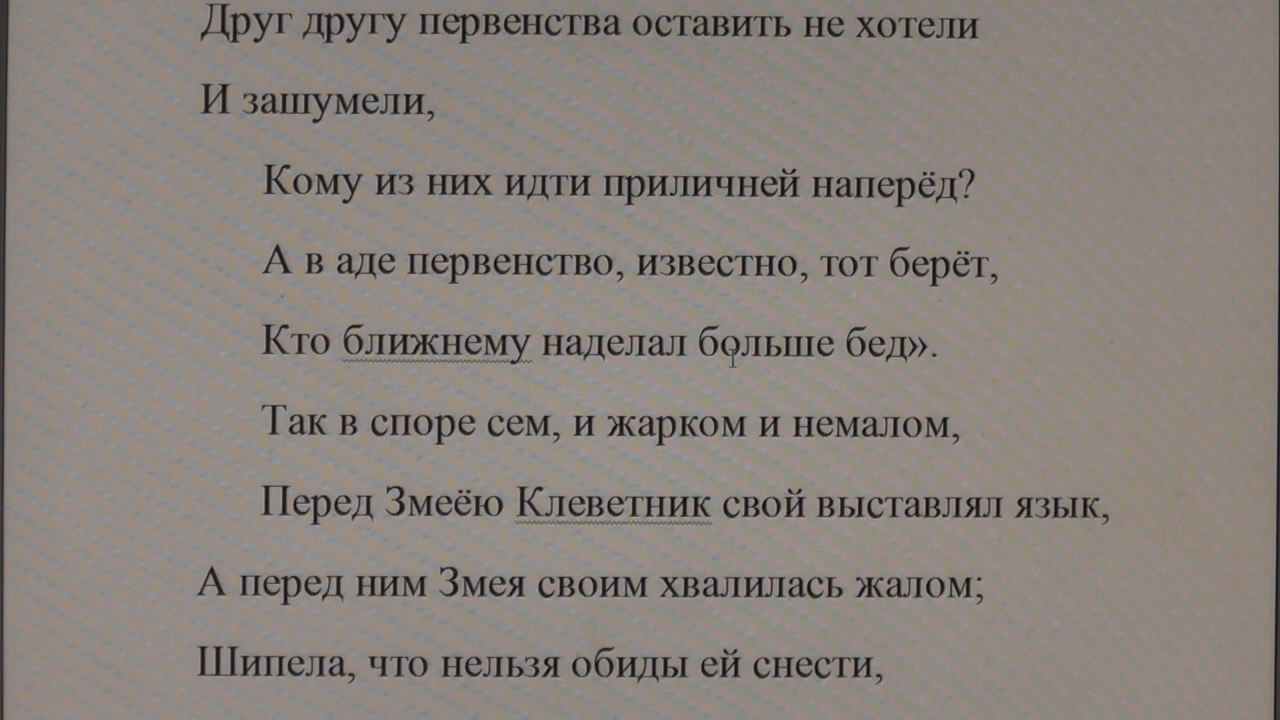 Друг другу первенства оставить не хотели
И зашумели,
Кому из них идти приличней наперёд?
А в аде первенство, известно, тот берёт,
Кто ближнему наделал больше бед».
Так в споре сем, и жарком и немалом,
Перед Змеёю Клеветник свой выставлял язык,
А перед ним Змея своим хвалилась жалом;
Шипела, что нельзя обиды ей снести,